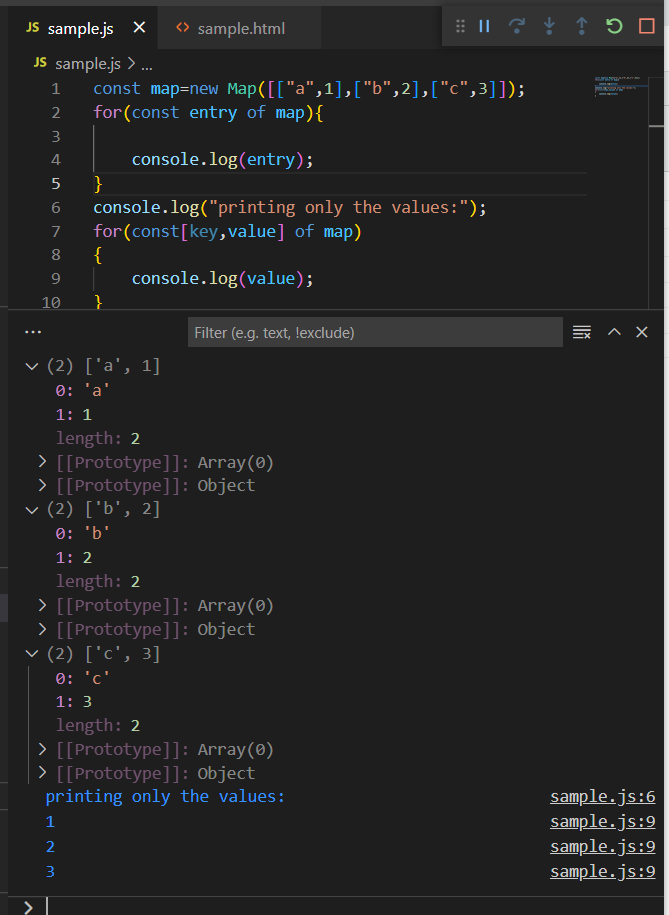 JS sample.js × <> sample.html
JS sample.js > ...
1 const map=new Map([["a",1],["b",2],["c",3]]);
2 for(const entry of map){
3
4 console.log(entry);
5 }
6 console.log("printing only the values:");
7 for(const[key,value] of map)
8 {
9 console.log(value);
10 }
... Filter (e.g. text, !exclude)
(2) ['a', 1]
0: 'a'
1: 1
length: 2
> [[Prototype]]: Array(0)
> [[Prototype]]: Object
(2) ['b', 2]
0: 'b'
1: 2
length: 2
> [[Prototype]]: Array(0)
> [[Prototype]]: Object
(2) ['c', 3]
0: 'c'
1: 3
length: 2
> [[Prototype]]: Array(0)
> [[Prototype]]: Object
printing only the values: sample.js:6
1 sample.js:9
2 sample.js:9
3 sample.js:9
>